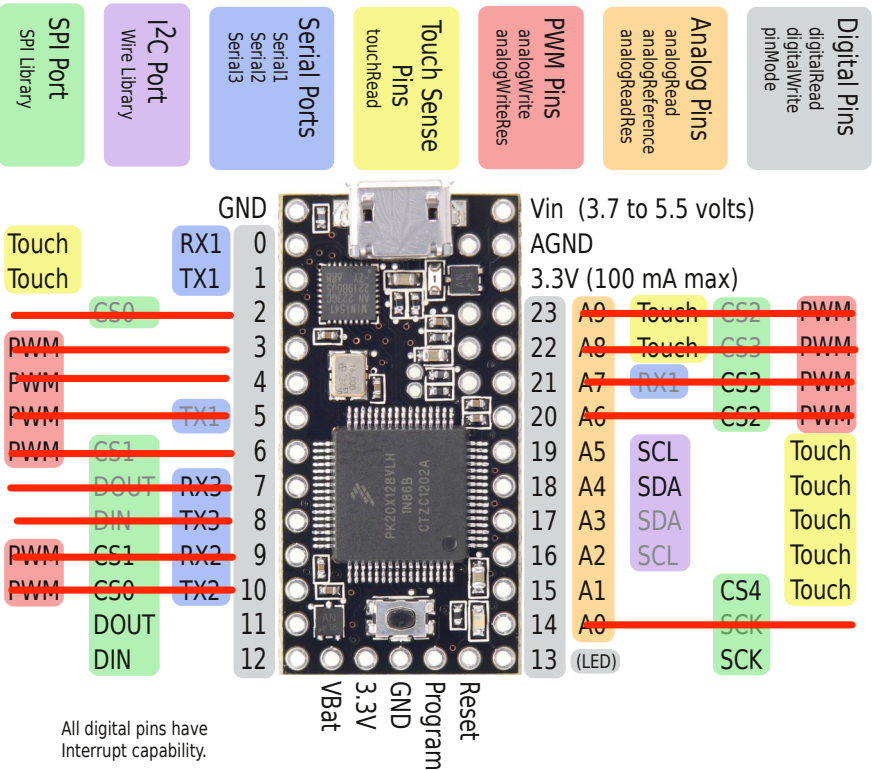 SPI Port
SPI Library
I²C Port
Wire Library
Serial Ports
Serial1
Serial2
Serial3
Touch Sense
Pins
touchRead
PWM Pins
analogWrite
analogWriteRes
Analog Pins
analogRead
analogReference
analogReadRes
Digital Pins
digitalRead
digitalWrite
pinMode
GND
Vin (3.7 to 5.5 volts)
Touch RX1 0
AGND
Touch TX1 1
3.3V (100 mA max)
CS0 2
23 A9 Touch CS2 PWM
PWM 3
22 A8 Touch CS3 PWM
PWM 4
21 A7 RX1 CS3 PWM
PWM TX1 5
20 A6 CS2 PWM
PWM CS1 6
19 A5 SCL Touch
DOUT RX3 7
18 A4 SDA Touch
DIN TX3 8
17 A3 SDA Touch
PWM CS1 RX2 9
16 A2 SCL Touch
PWM CS0 TX2 10
15 A1 CS4 Touch
DOUT 11
14 A0 SCK
DIN 12
13 (LED) SCK
PK20X128VLH
1N86B
CTZC1202A
VBat
3.3V
GND
Program
Reset
All digital pins have
Interrupt capability.